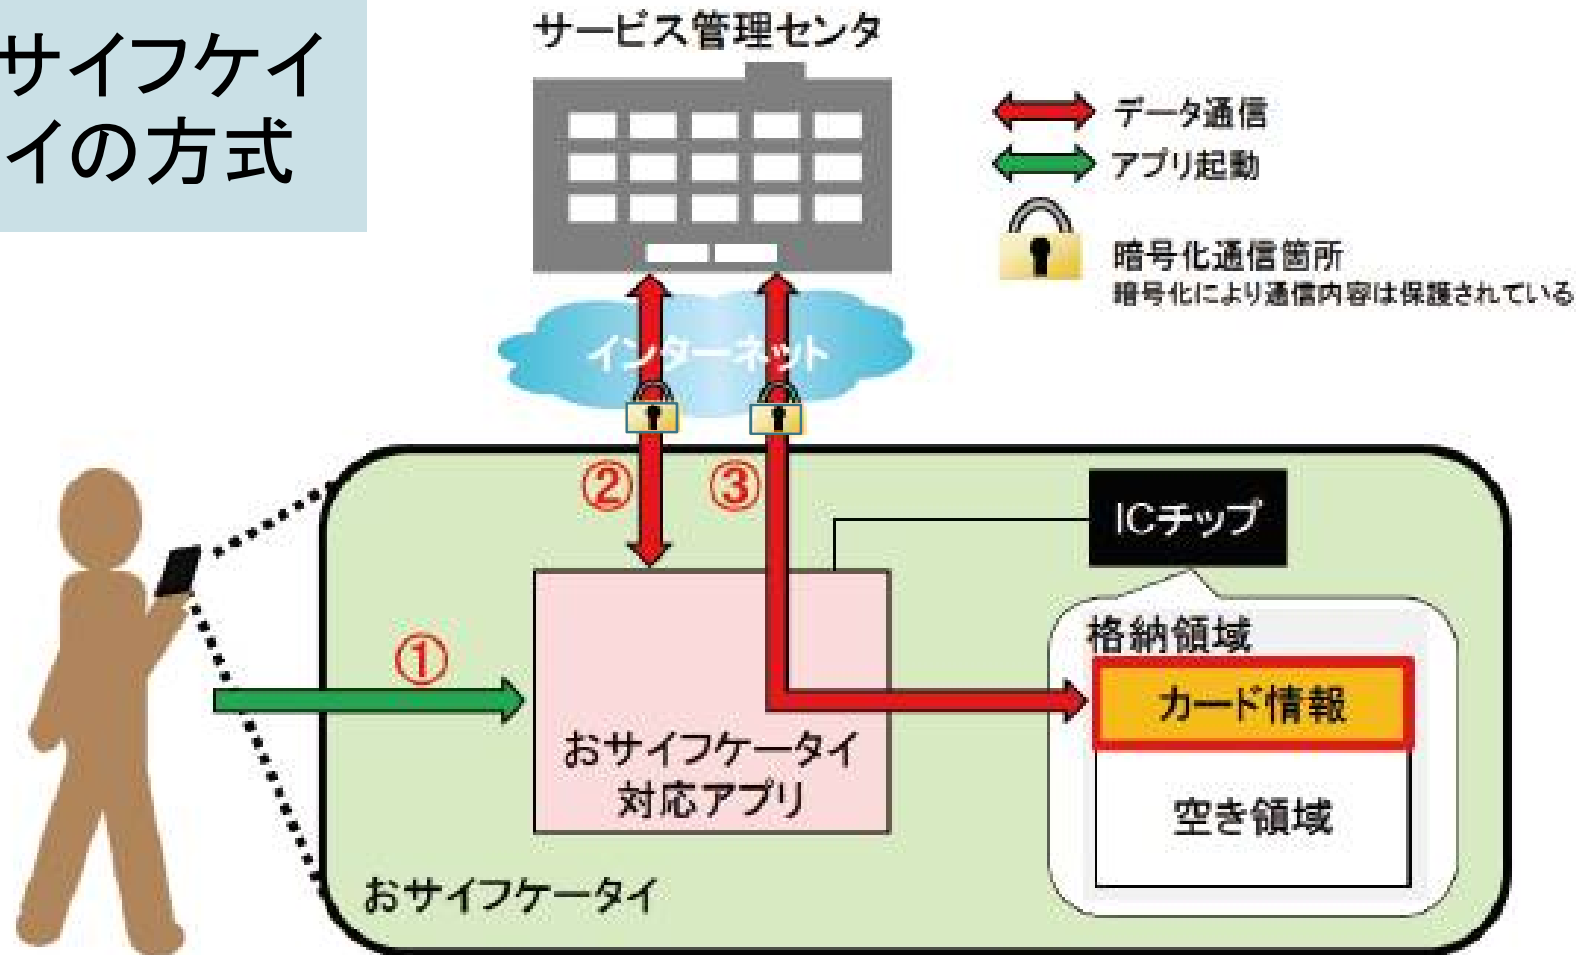 サイフケイ
イの方式
サービス管理センタ
データ通信
アプリ起動
暗号化通信箇所
暗号化により通信内容は保護されている
インターネット
②
③
ICチップ
①
格納領域
カード情報
空き領域
おサイフケータイ
対応アプリ
おサイフケータイ